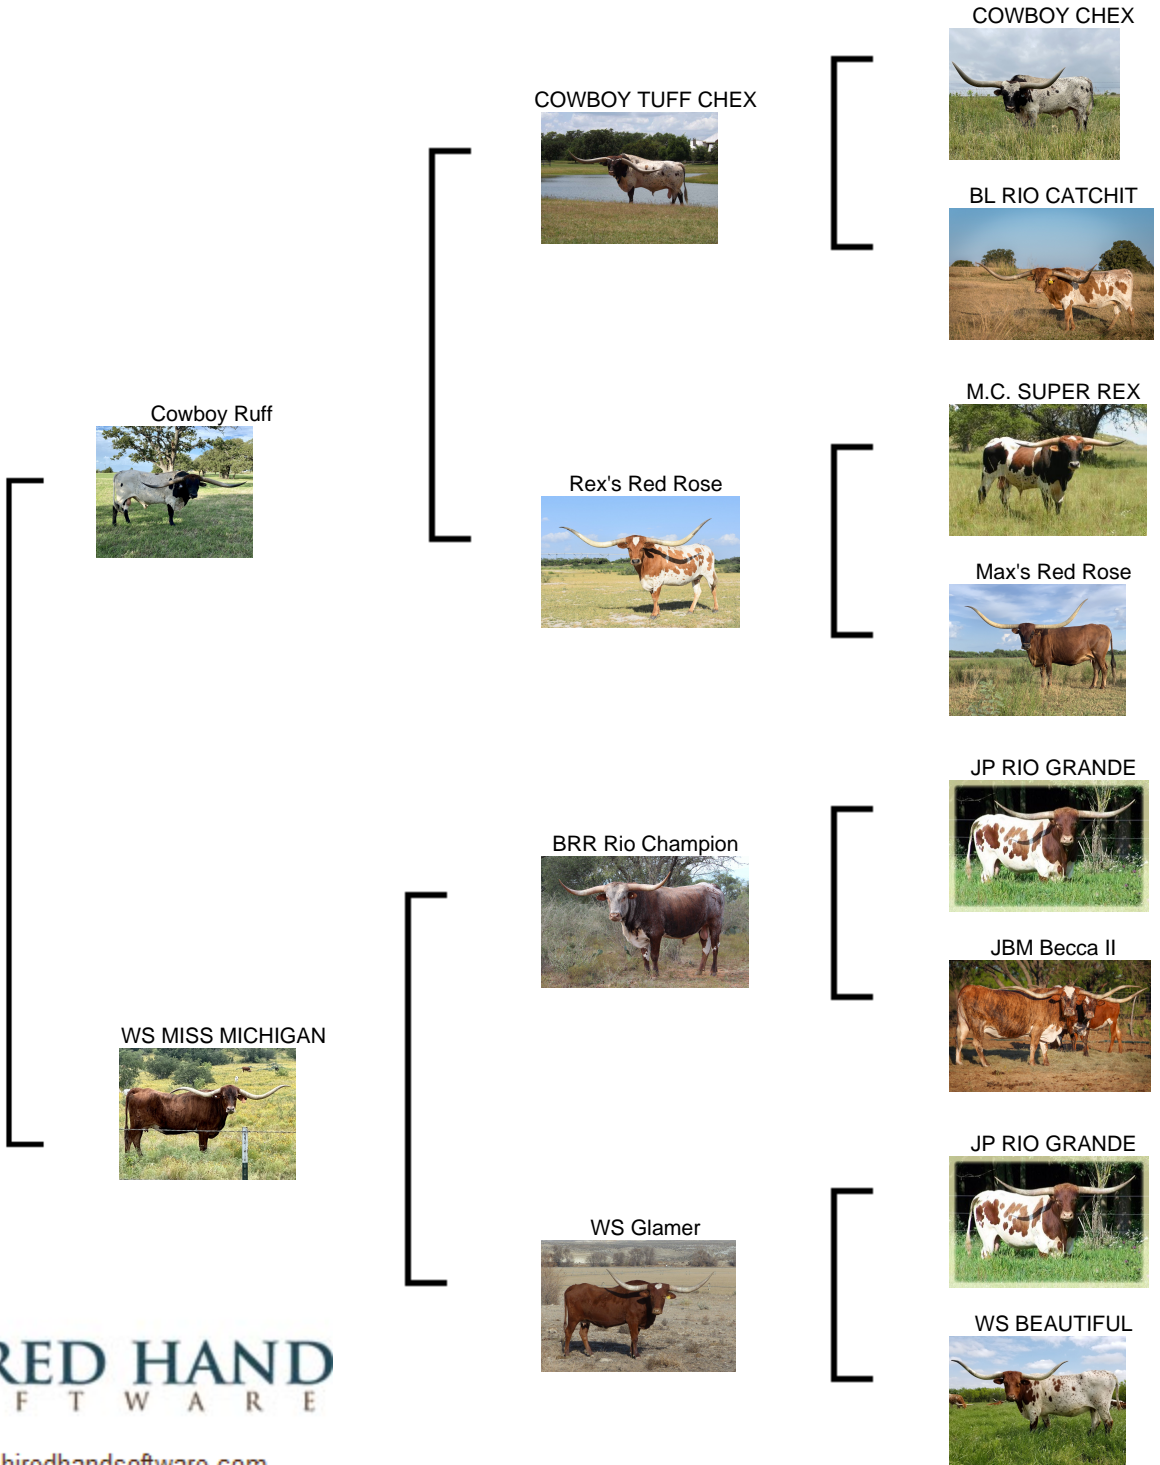 COWBOY CHEX
COWBOY TUFF CHEX
BL RIO CATCHIT
M.C. SUPER REX
Cowboy Ruff
Rex's Red Rose
Max's Red Rose
JP RIO GRANDE
BRR Rio Champion
JBM Becca II
WS MISS MICHIGAN
JP RIO GRANDE
WS Glamer
WS BEAUTIFUL
RED HAND
F T W A R E
hiredhandsoftware.com